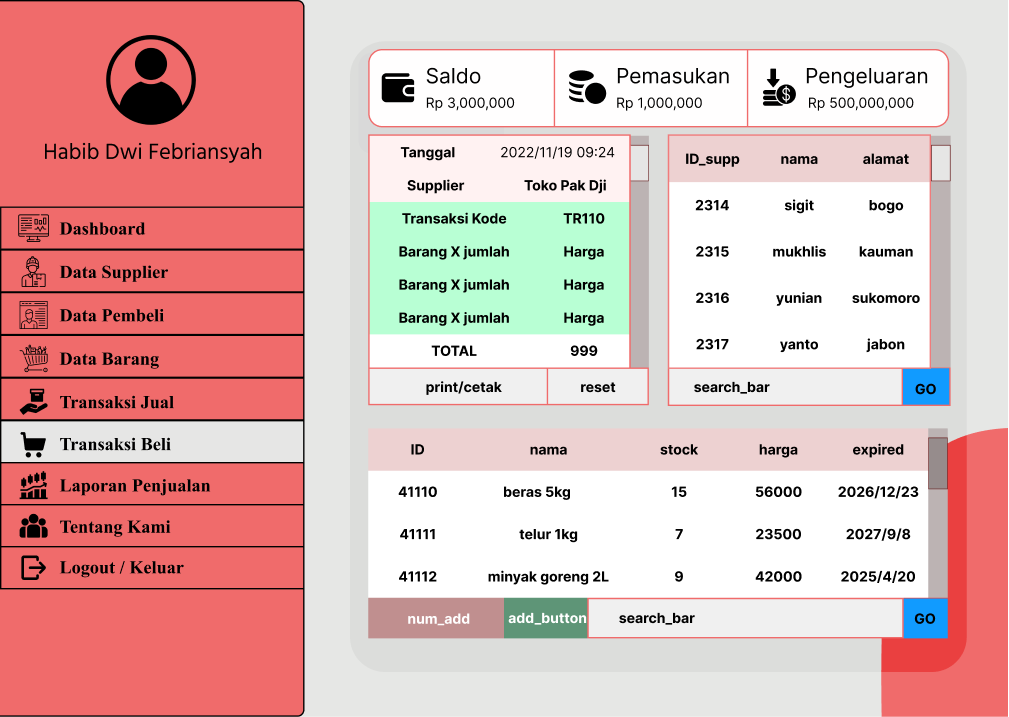 Habib Dwi Febriansyah
Dashboard
Data Supplier
Data Pembeli
Data Barang
Transaksi Jual
Transaksi Beli
Laporan Penjualan
Tentang Kami
Logout / Keluar
Saldo
Rp 3,000,000
Pemasukan
Rp 1,000,000
Pengeluaran
Rp 500,000,000
Tanggal 2022/11/19 09:24
Supplier Toko Pak Dji
Transaksi Kode TR110
Barang X jumlah Harga
Barang X jumlah Harga
Barang X jumlah Harga
TOTAL 999
print/cetak reset
ID_supp nama alamat
2314 sigit bogo
2315 mukhlis kauman
2316 yunian sukomoro
2317 yanto jabon
search_bar GO
ID nama stock harga expired
41110 beras 5kg 15 56000 2026/12/23
41111 telur 1kg 7 23500 2027/9/8
41112 minyak goreng 2L 9 42000 2025/4/20
num_add add_button search_bar GO